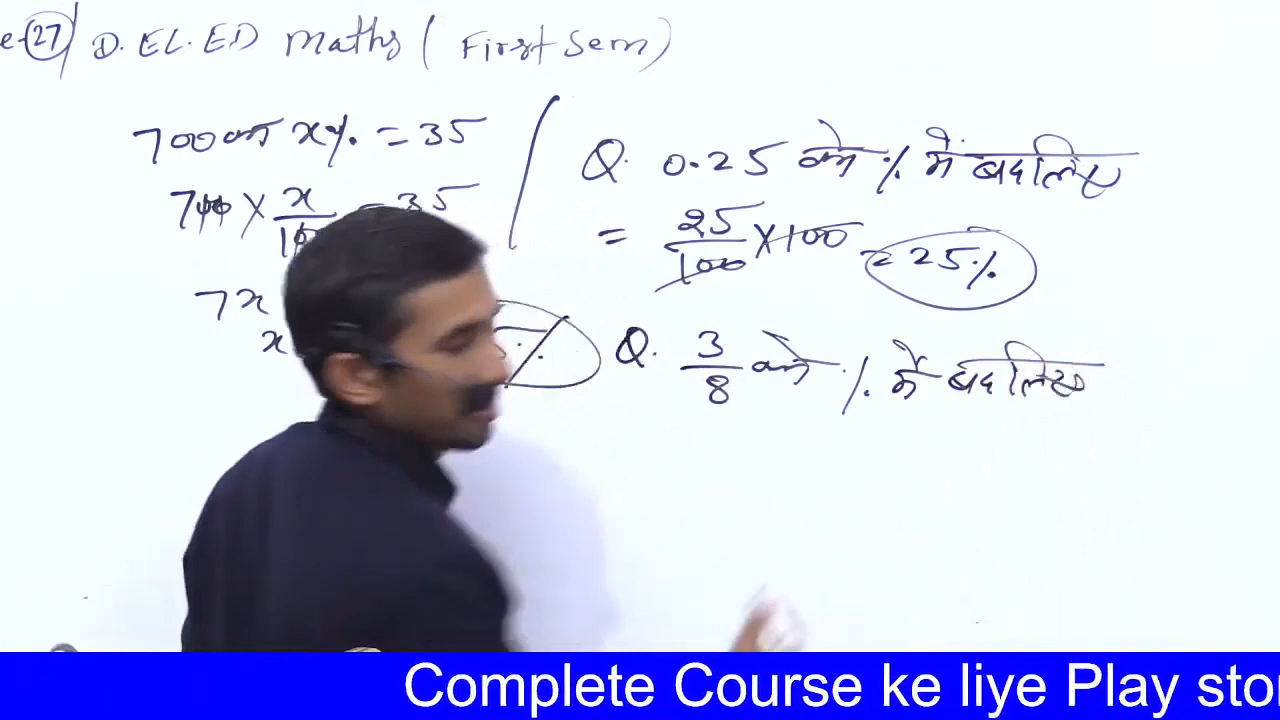 e-27 D.EL.ED Maths ( First Sem )
700 का x% = 35
700 × x/100 = 35
7x
x
%
Q. 0.25 को % में बदलिए
= 25/100 × 100 = 25%
Q. 3/8 को % में बदलिए
Complete Course ke liye Play stor